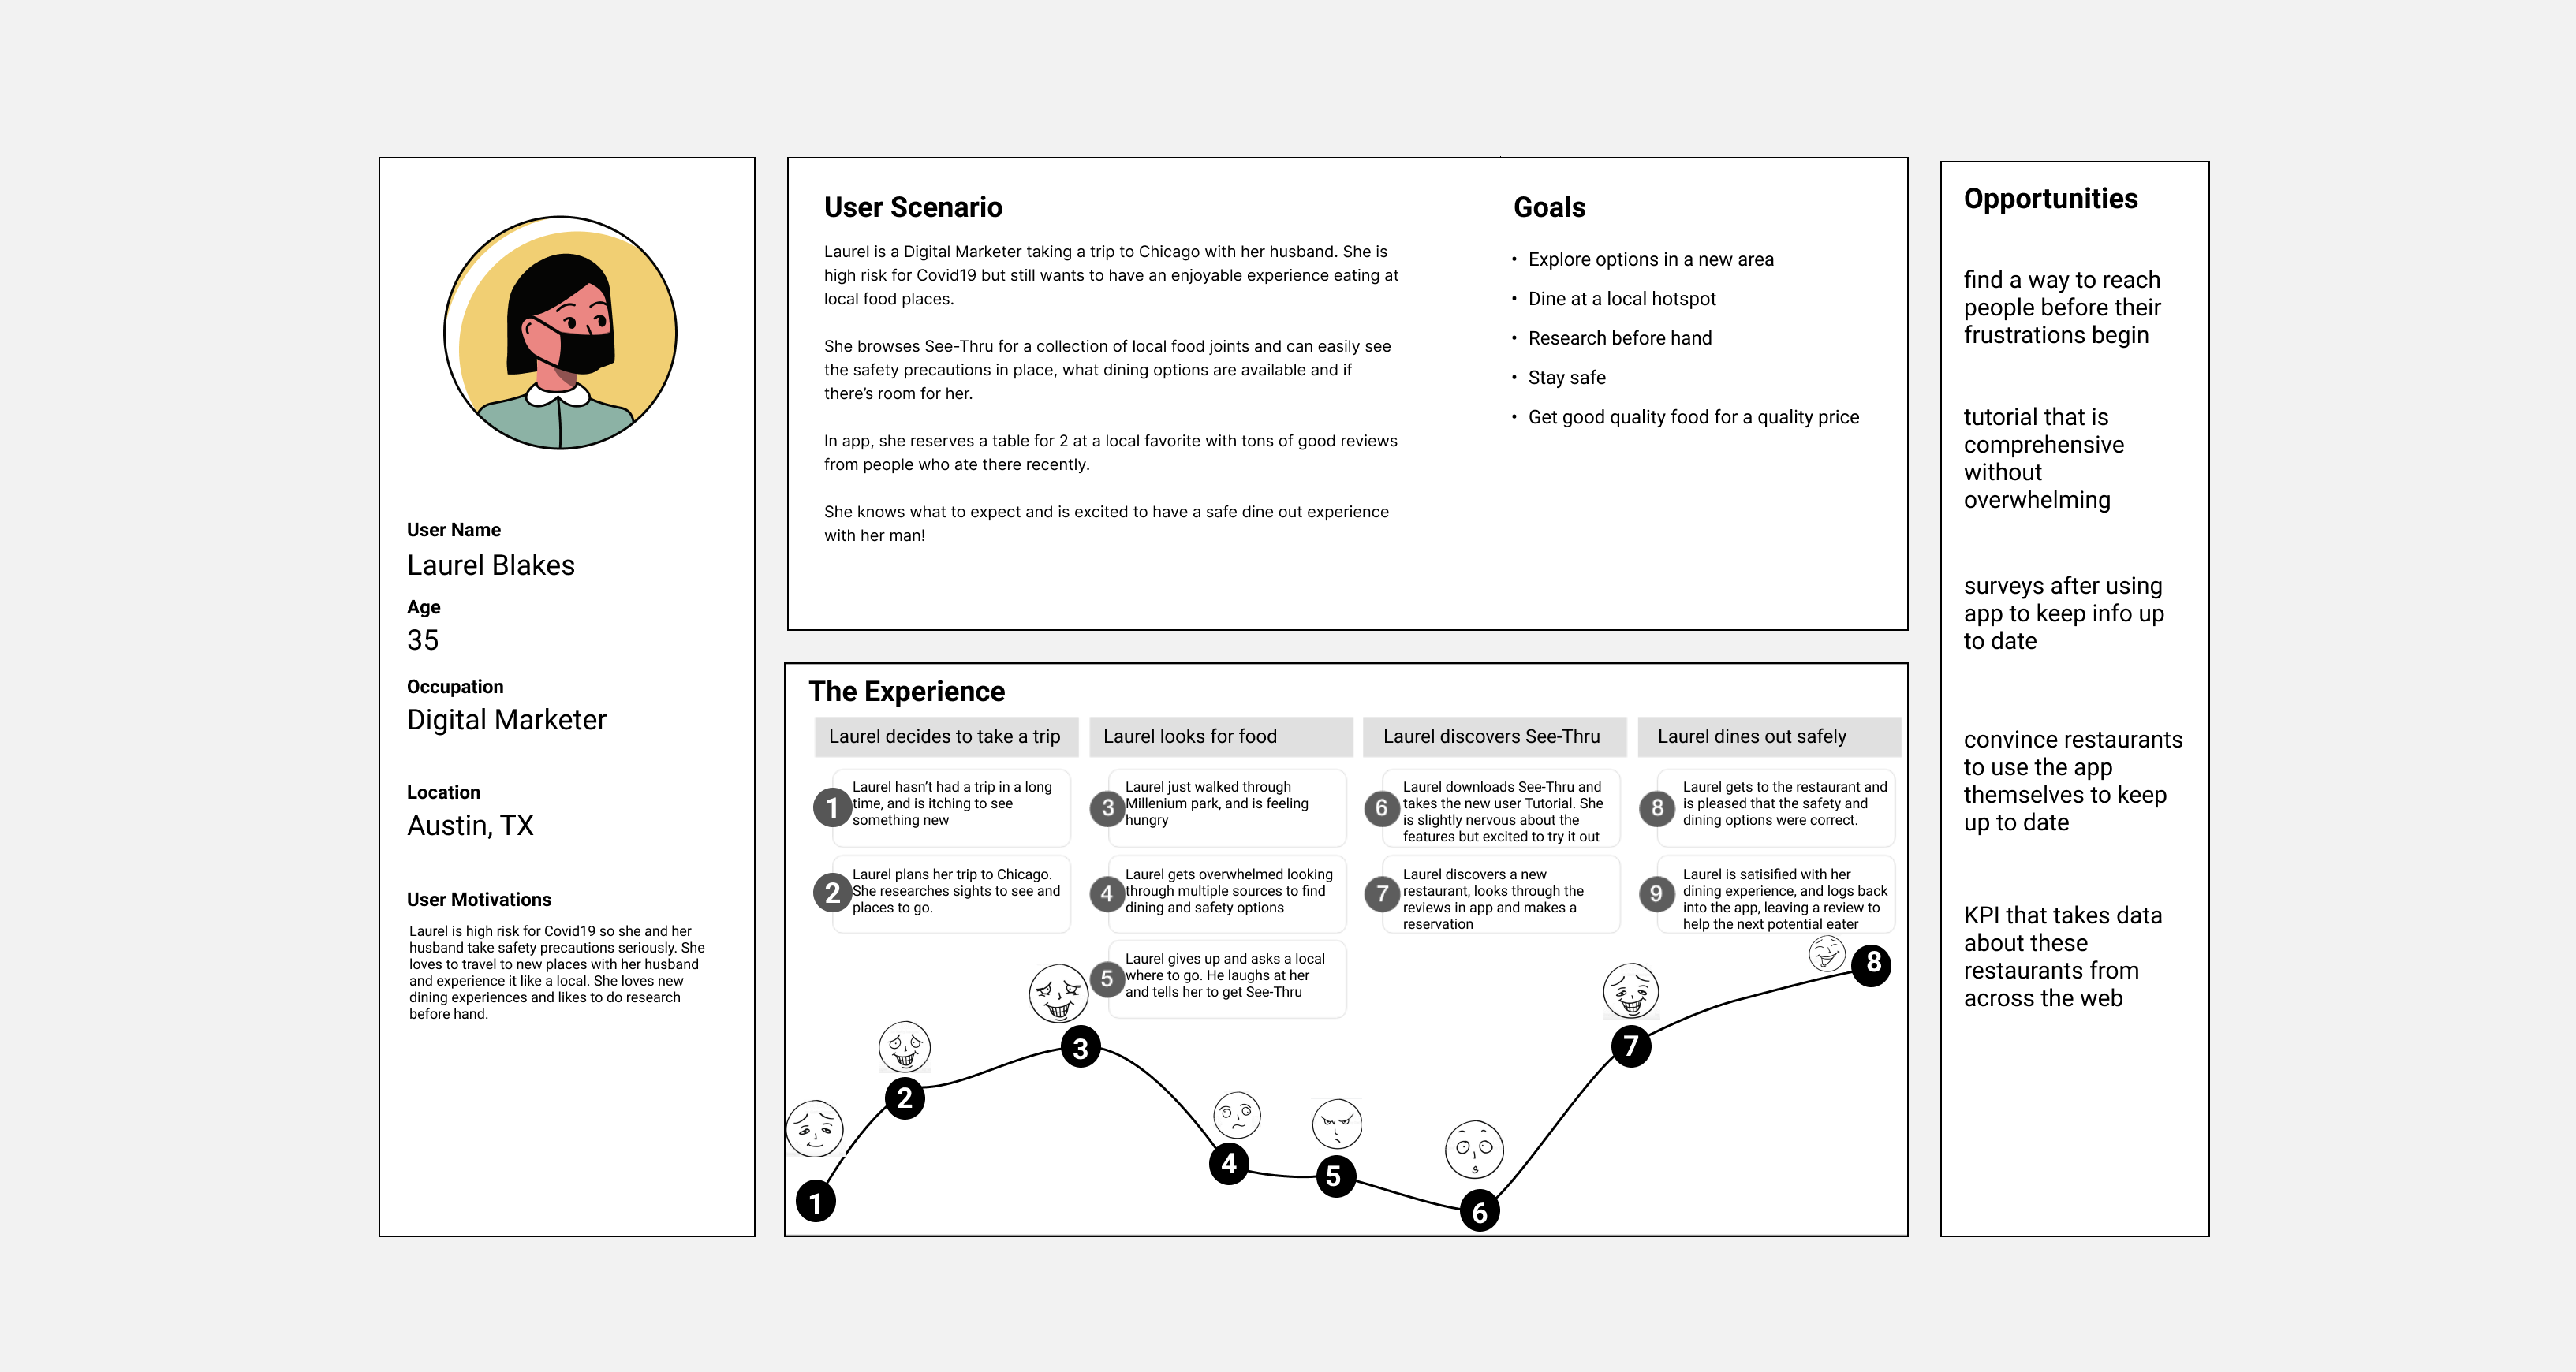 User Name
Laurel Blakes
Age
35
Occupation
Digital Marketer
Location
Austin, TX
User Motivations
Laurel is high risk for Covid19 so she and her
husband take safety precautions seriously. She
loves to travel to new places with her husband
and experience it like a local. She loves new
dining experiences and likes to do research
before hand.
User Scenario
Laurel is a Digital Marketer taking a trip to Chicago with her husband. She is
high risk for Covid19 but still wants to have an enjoyable experience eating at
local food places.
She browses See-Thru for a collection of local food joints and can easily see
the safety precautions in place, what dining options are available and if
there's room for her.
In app, she reserves a table for 2 at a local favorite with tons of good reviews
from people who ate there recently.
She knows what to expect and is excited to have a safe dine out experience
with her man!
Goals
• Explore options in a new area
• Dine at a local hotspot
• Research before hand
• Stay safe
• Get good quality food for a quality price
The Experience
Laurel decides to take a trip
1
Laurel hasn't had a trip in a long
time, and is itching to see
something new
2
Laurel plans her trip to Chicago.
She researches sights to see and
places to go.
Laurel looks for food
3
Laurel just walked through
Millenium park, and is feeling
hungry
4
Laurel gets overwhelmed looking
through multiple sources to find
dining and safety options
5
Laurel gives up and asks a local
where to go. He laughs at her
and tells her to get See-Thru
Laurel discovers See-Thru
6
Laurel downloads See-Thru and
takes the new user Tutorial. She
is slightly nervous about the
features but excited to try it out
7
Laurel discovers a new
restaurant, looks through the
reviews in app and makes a
reservation
Laurel dines out safely
8
Laurel gets to the restaurant and
is pleased that the safety and
dining options were correct.
9
Laurel is satisified with her
dining experience, and logs back
into the app, leaving a review to
help the next potential eater
1
2
3
4
5
6
7
8
Opportunities
find a way to reach
people before their
frustrations begin
tutorial that is
comprehensive
without
overwhelming
surveys after using
app to keep info up
to date
convince restaurants
to use the app
themselves to keep
up to date
KPI that takes data
about these
restaurants from
across the web